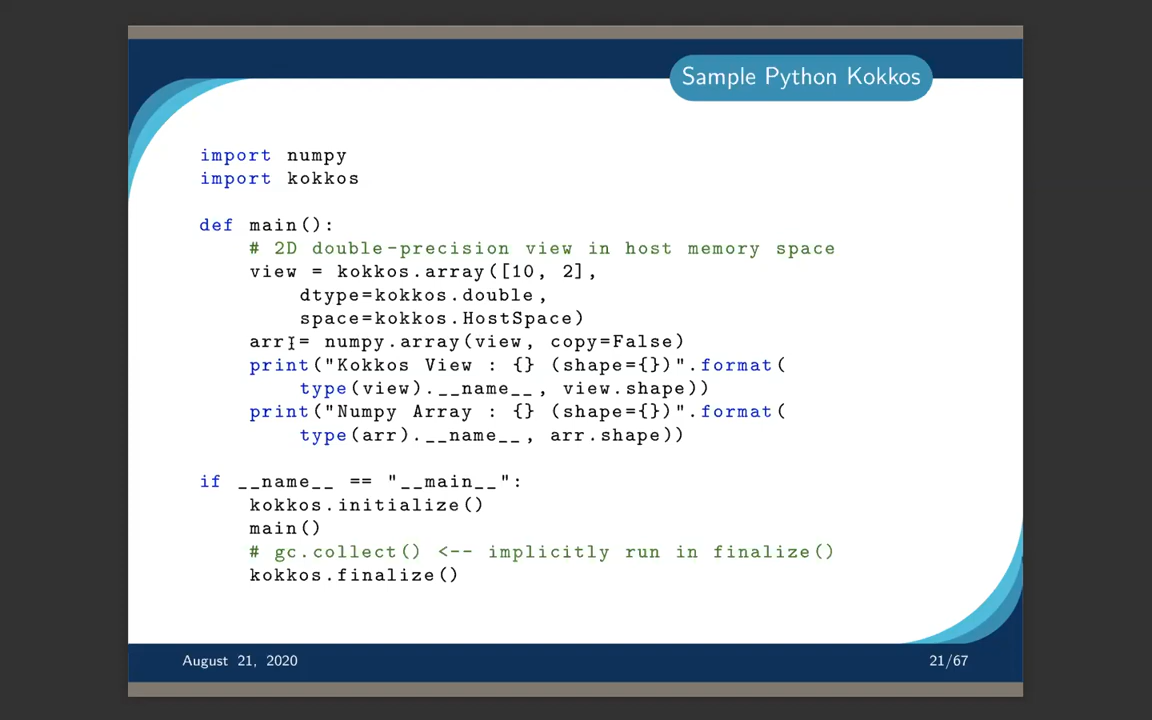 Sample Python Kokkos
import numpy
import kokkos
def main():
# 2D double-precision view in host memory space
view = kokkos.array([10, 2],
dtype=kokkos.double,
space=kokkos.HostSpace)
arr = numpy.array(view, copy=False)
print("Kokkos View : {} (shape={})".format(
type(view).__name__, view.shape))
print("Numpy Array : {} (shape={})".format(
type(arr).__name__, arr.shape))
if __name__ == "__main__":
kokkos.initialize()
main()
# gc.collect() <-- implicitly run in finalize()
kokkos.finalize()
August 21, 2020
21/67